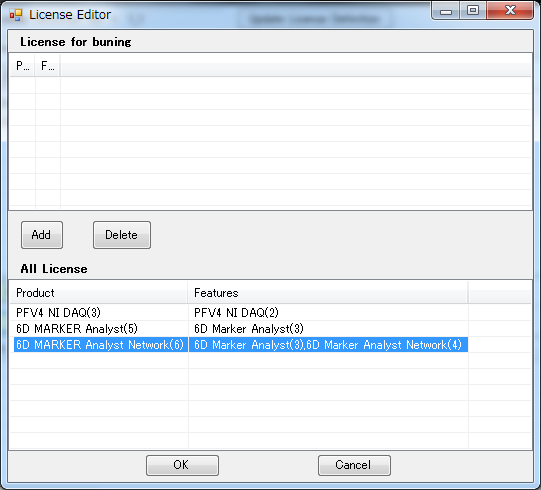 License Editor
License for buning
P... F...
Add Delete
All License
Product Features
PFV4 NI DAQ(3) PFV4 NI DAQ(2)
6D MARKER Analyst(5) 6D Marker Analyst(3)
6D MARKER Analyst Network(6) 6D Marker Analyst(3),6D Marker Analyst Network(4)
OK Cancel